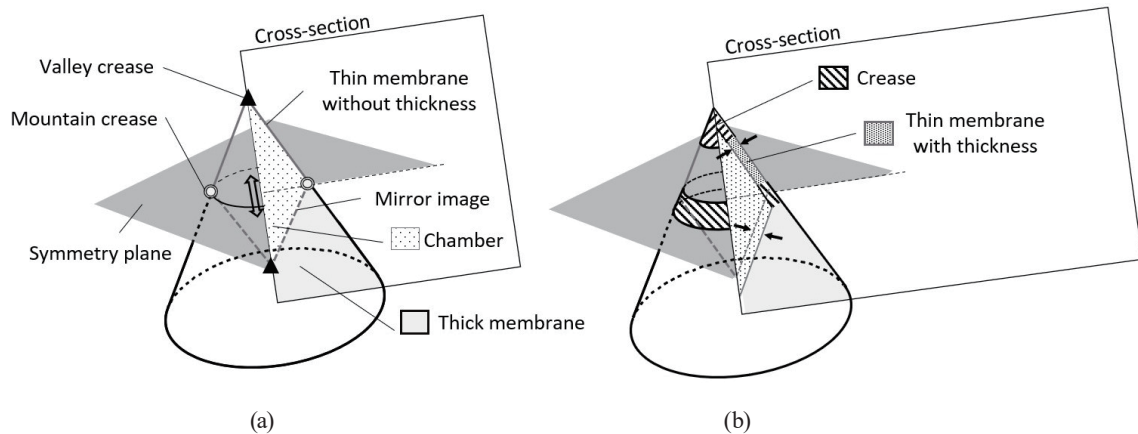 Cross-section
Valley crease
Thin membrane
without thickness
Mountain crease
Mirror image
Symmetry plane
Chamber
Thick membrane
(a)
Cross-section
Crease
Thin membrane
with thickness
(b)